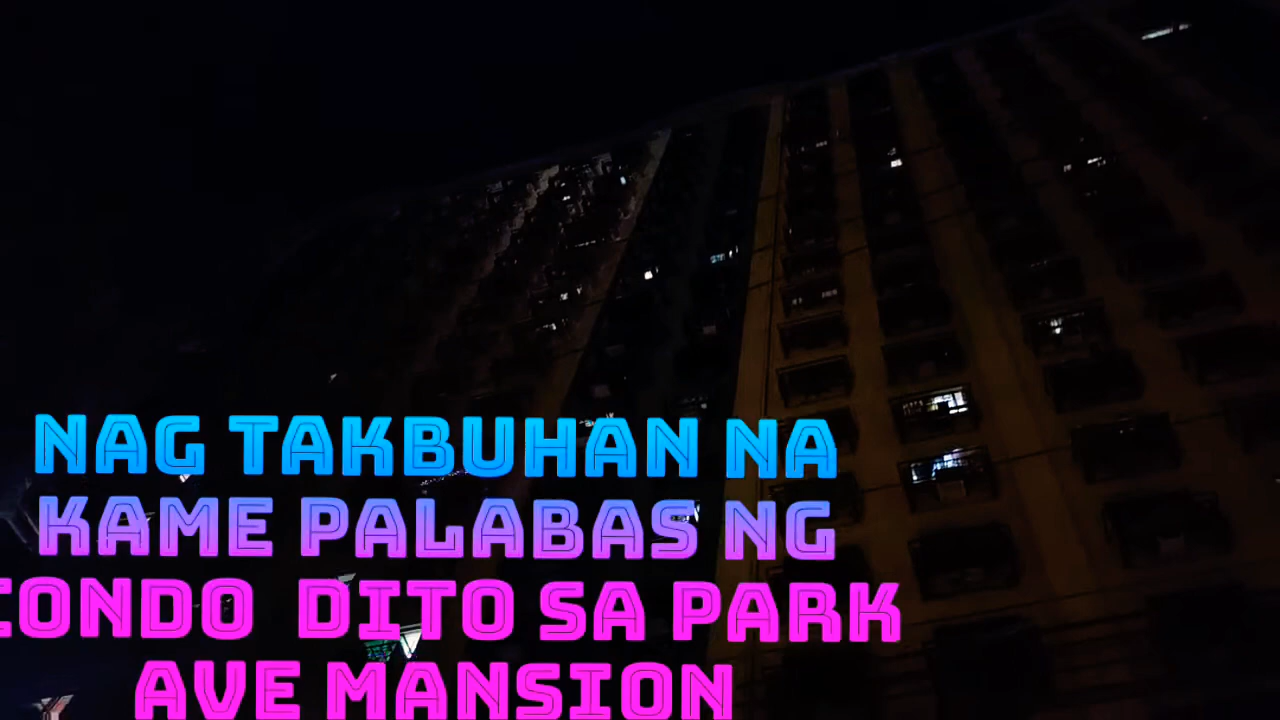 NAG TAKBUHAN NA
KAME PALABAS NG
CONDO DITO SA PARK
AVE MANSION